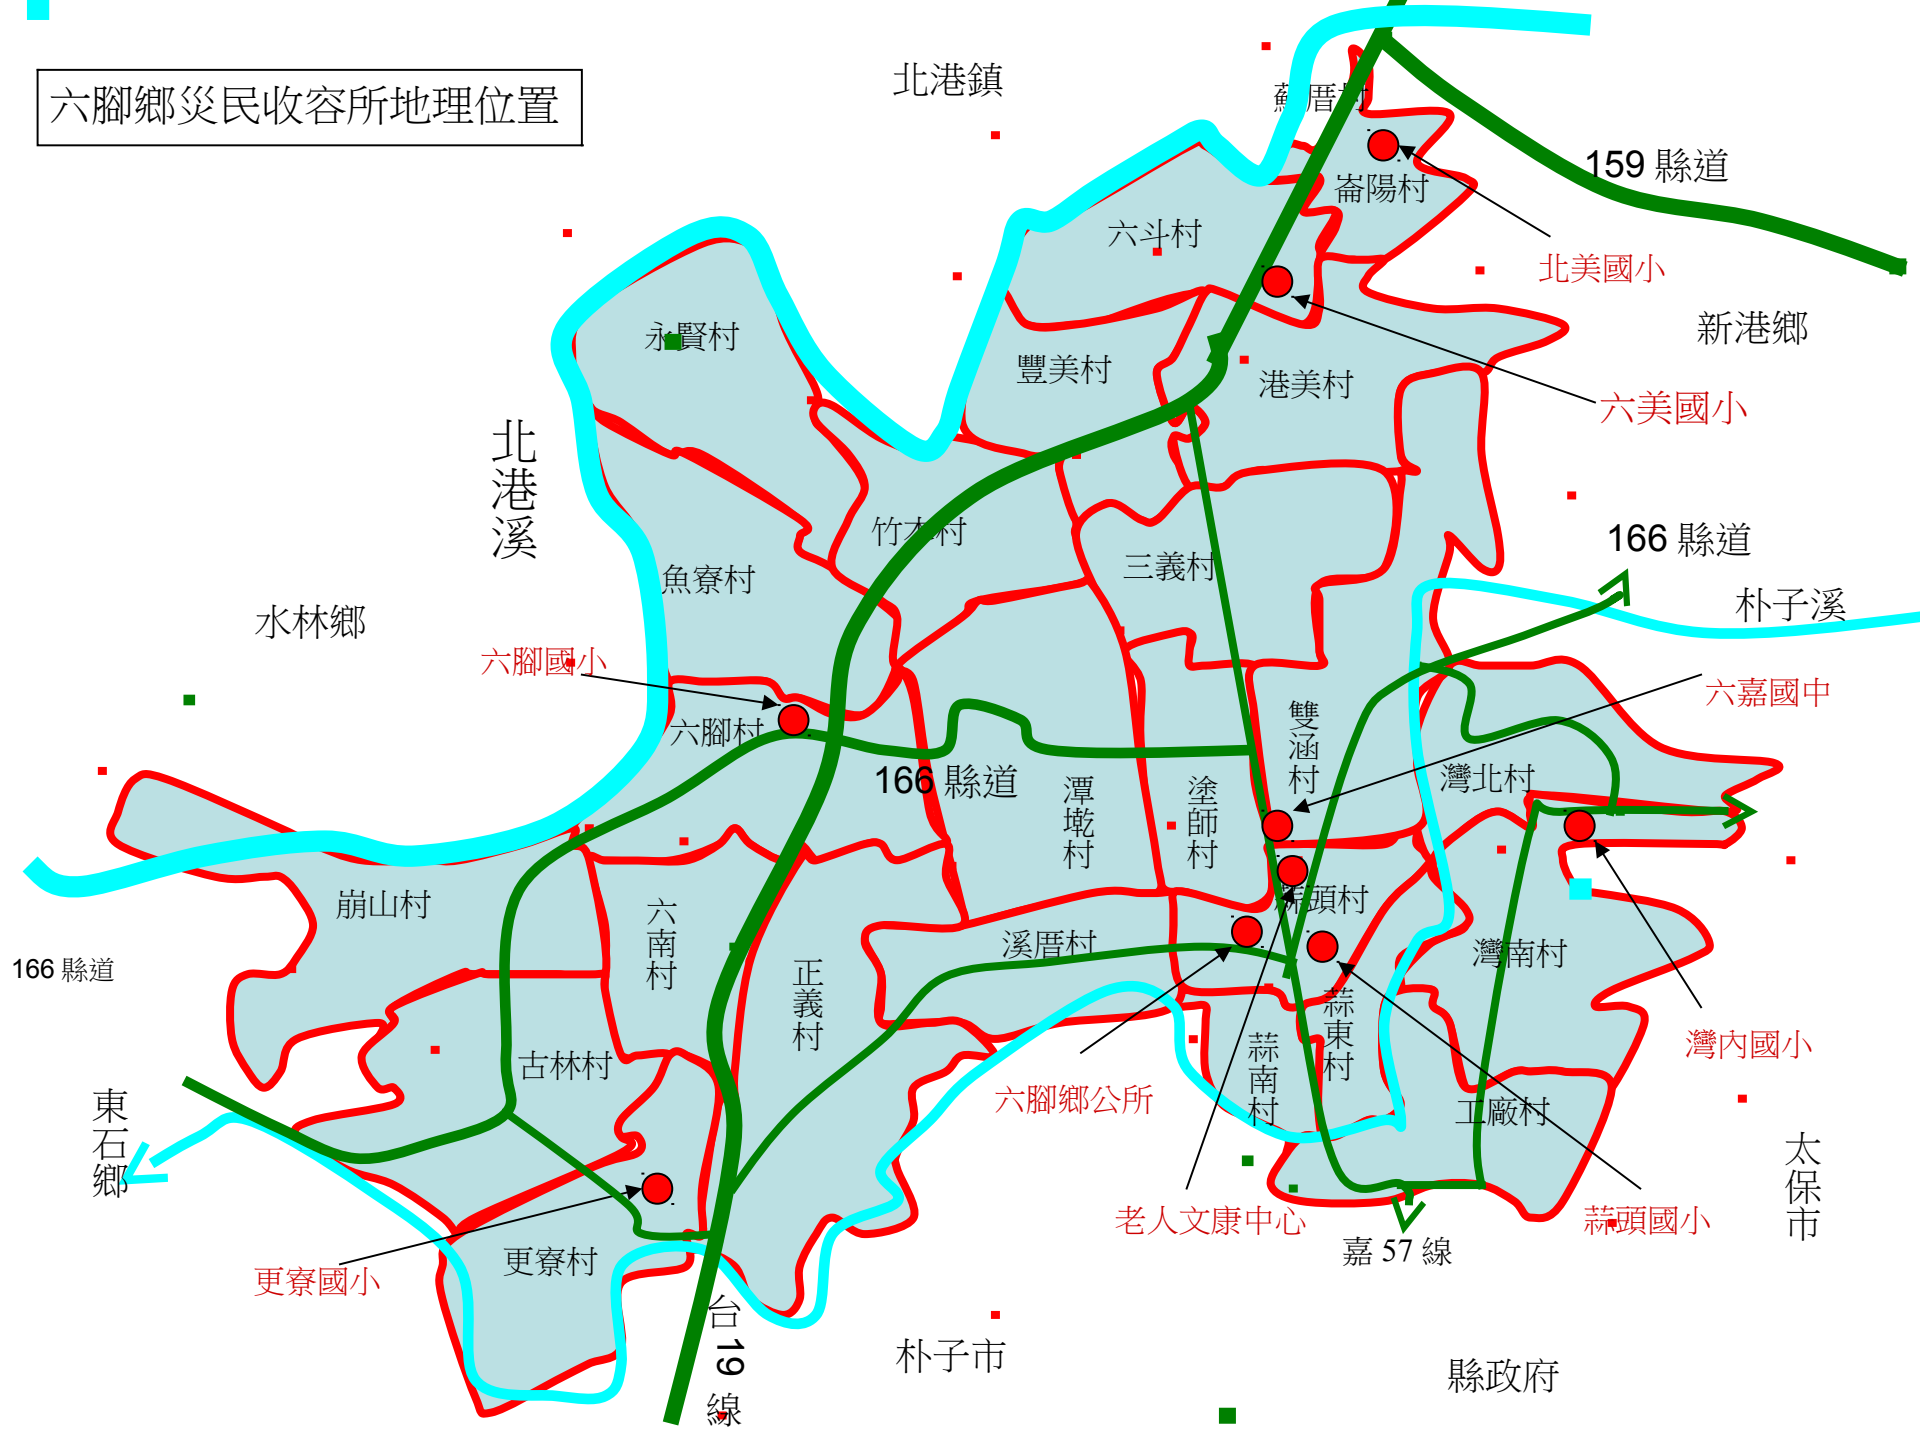 六腳鄉災民收容所地理位置
北港鎮
蘇厝村
159 縣道
崙陽村
六斗村
北美國小
新港鄉
永賢村
豐美村
港美村
六美國小
北港溪
竹本村
166 縣道
三義村
魚寮村
朴子溪
水林鄉
六腳國小
六嘉國中
雙涵村
六腳村
166 縣道
灣北村
潭墘村
塗師村
崩山村
六南村
蒜頭村
溪厝村
灣南村
166 縣道
正義村
蒜東村
灣內國小
古林村
蒜南村
六腳鄉公所
工廠村
東石鄉
太保市
老人文康中心
蒜頭國小
嘉 57 線
更寮村
更寮國小
台 19 線
朴子市
縣政府